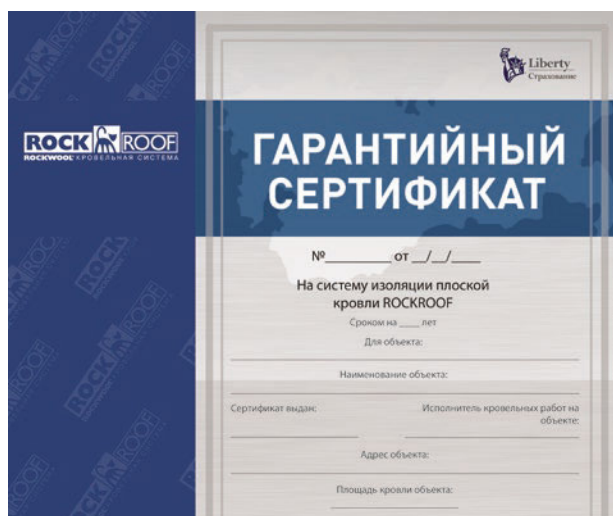 Liberty
Страхование
ROCK ROOF
ROCKWOOL КРОВЕЛЬНАЯ СИСТЕМА
ГАРАНТИЙНЫЙ
СЕРТИФИКАТ
№_________ от __/__/____
На систему изоляции плоской
кровли ROCKROOF
Сроком на ____ лет
Для объекта:
Наименование объекта:
Сертификат выдан:
Исполнитель кровельных работ на
объекте:
Адрес объекта:
Площадь кровли объекта: